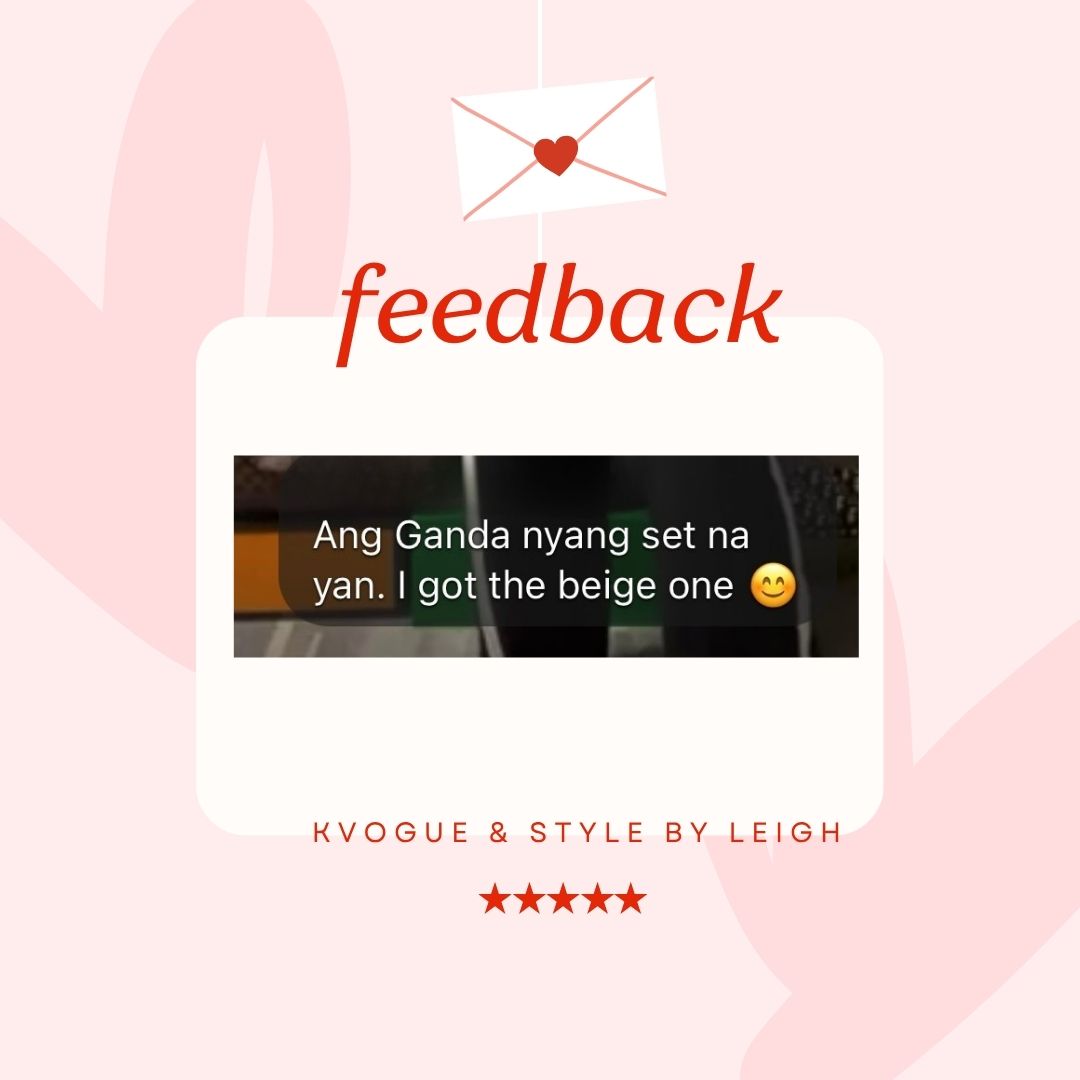 feedback
Ang Ganda nyang set na
yan. I got the beige one 😊
KVOGUE & STYLE BY LEIGH
★★★★★